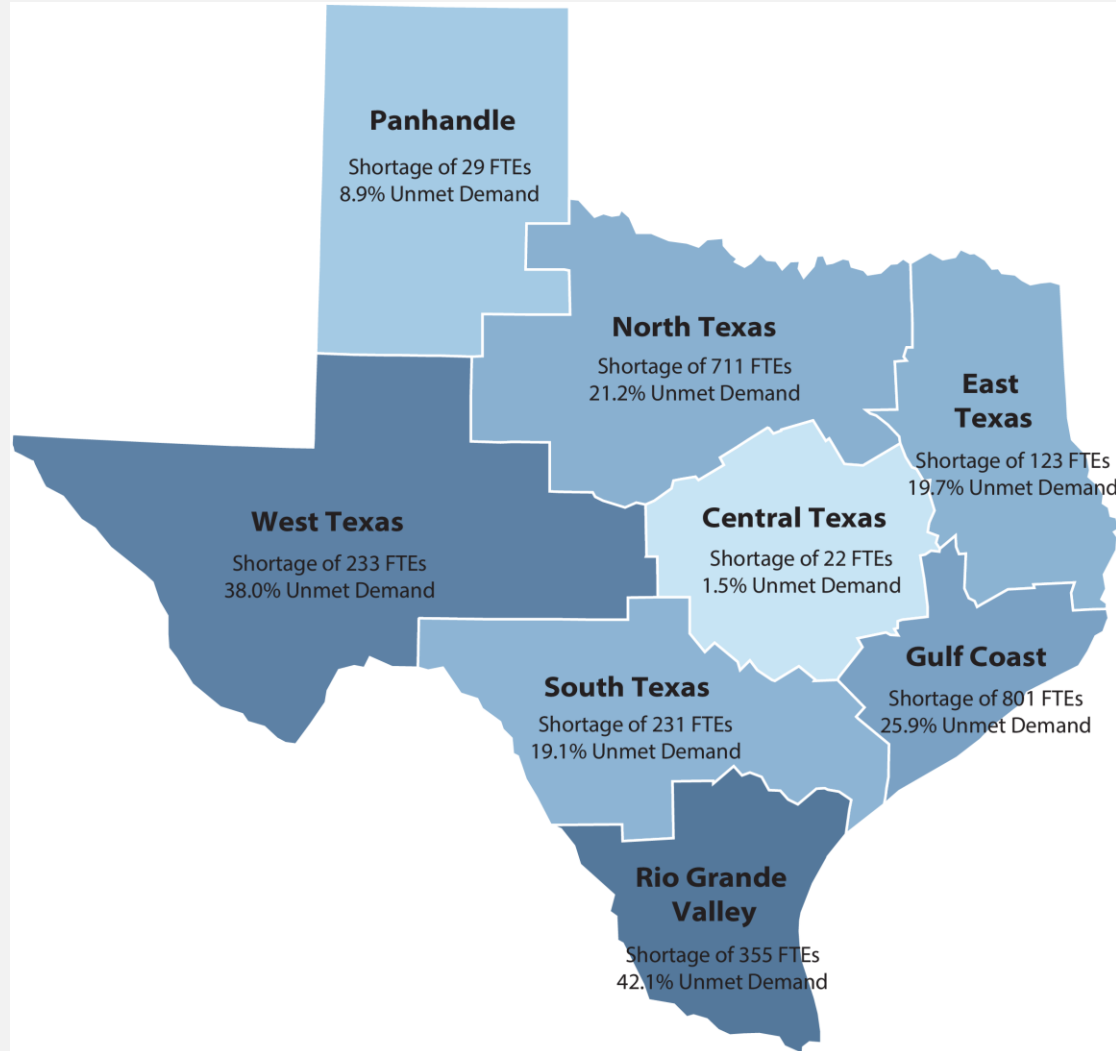 Panhandle
Shortage of 29 FTEs
8.9% Unmet Demand
North Texas
Shortage of 711 FTEs
21.2% Unmet Demand
East
Texas
Shortage of 123 FTEs
19.7% Unmet Demand
West Texas
Shortage of 233 FTEs
38.0% Unmet Demand
Central Texas
Shortage of 22 FTEs
1.5% Unmet Demand
Gulf Coast
Shortage of 801 FTEs
25.9% Unmet Demand
South Texas
Shortage of 231 FTEs
19.1% Unmet Demand
Rio Grande
Valley
Shortage of 355 FTEs
42.1% Unmet Demand